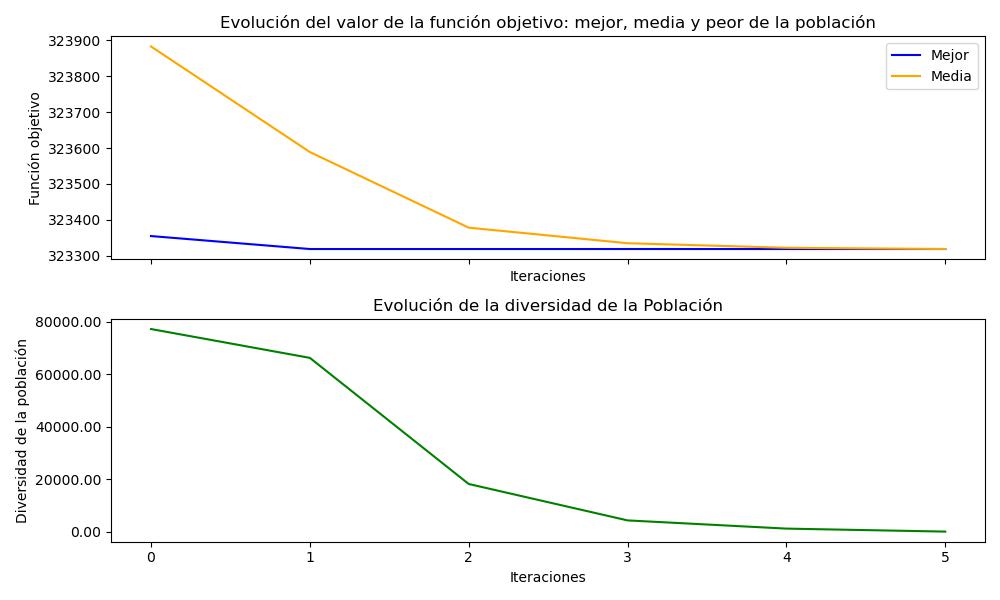 Evolución del valor de la función objetivo: mejor, media y peor de la población
323900
323800
323700
323600
323500
323400
323300
Función objetivo
Mejor
Media
Iteraciones
Evolución de la diversidad de la Población
80000.00
60000.00
40000.00
20000.00
0.00
Diversidad de la población
0 1 2 3 4 5
Iteraciones